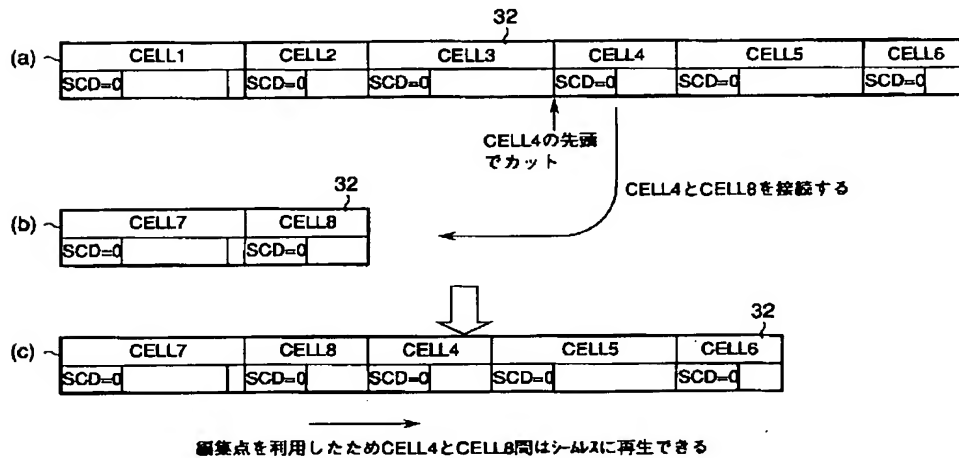 32
(a) CELL1 CELL2 CELL3 CELL4 CELL5 CELL6
SCD=0 SCD=0 SCD=0 SCD=0 SCD=0 SCD=0
CELL4の先頭
でカット
CELL4とCELL8を接続する
32
(b) CELL7 CELL8
SCD=0 SCD=0
32
(c) CELL7 CELL8 CELL4 CELL5 CELL6
SCD=0 SCD=0 SCD=0 SCD=0 SCD=0
編集点を利用したためCELL4とCELL8間はシームレスに再生できる